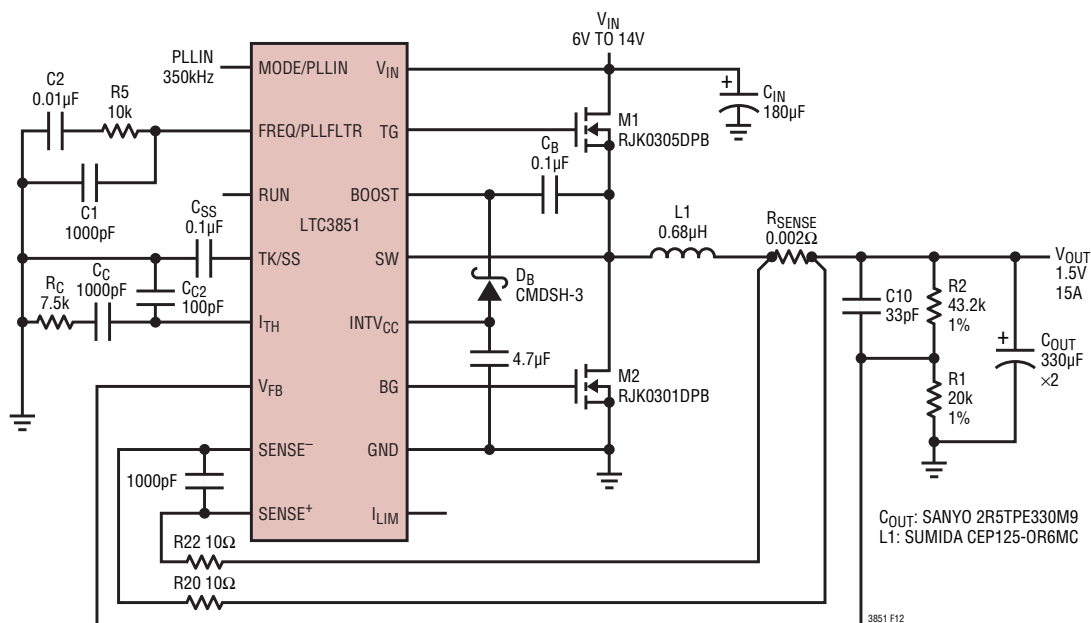 V_IN
6V TO 14V
PLLIN
350kHz
MODE/PLLIN
V_IN
C2
0.01µF
R5
10k
+
C_IN
180µF
FREQ/PLLFLTR
TG
M1
RJK0305DPB
C_B
0.1µF
C1
1000pF
RUN
BOOST
LTC3851
C_SS
0.1µF
L1
0.68µH
R_SENSE
0.002Ω
TK/SS
SW
V_OUT
1.5V
15A
R_C
7.5k
C_C
1000pF
C_C2
100pF
D_B
CMDSH-3
C10
33pF
R2
43.2k
1%
I_TH
INTV_CC
+
C_OUT
330µF
×2
4.7µF
V_FB
BG
M2
RJK0301DPB
R1
20k
1%
SENSE⁻
GND
1000pF
SENSE⁺
I_LIM
C_OUT: SANYO 2R5TPE330M9
L1: SUMIDA CEP125-OR6MC
R22 10Ω
R20 10Ω
3851 F12